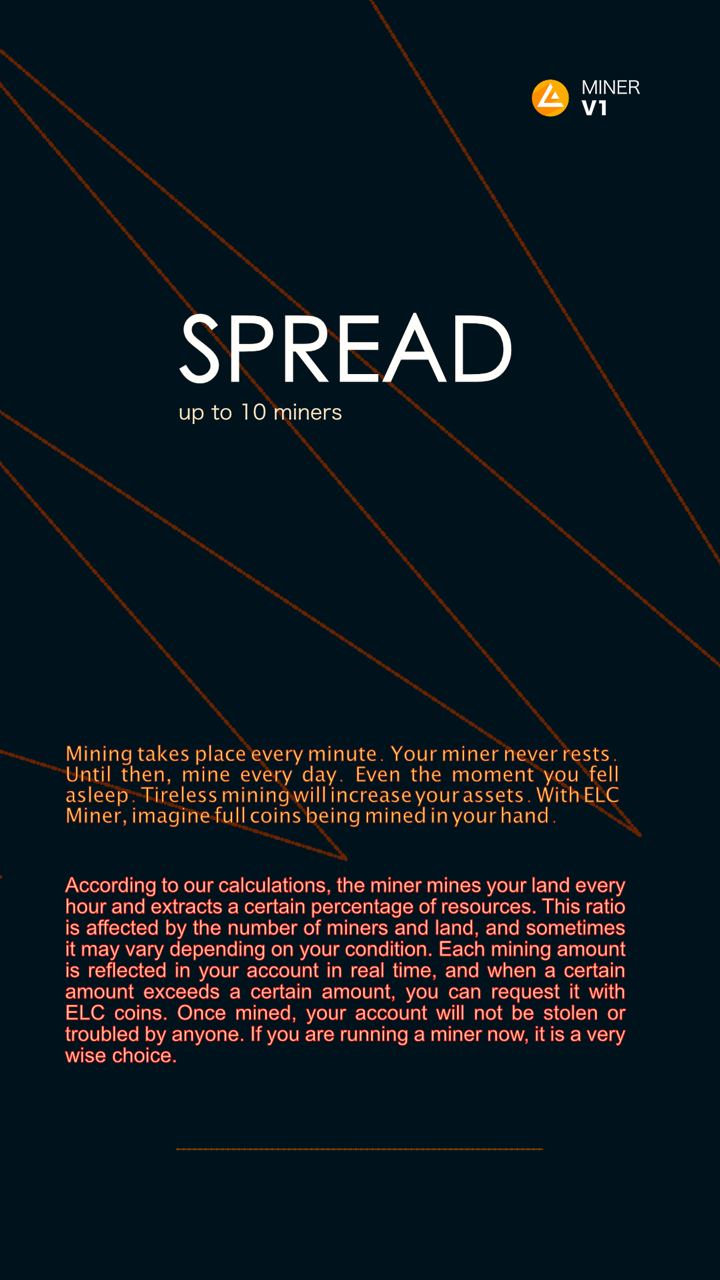 MINER
V1
SPREAD
up to 10 miners
Mining takes place every minute. Your miner never rests.
Until then, mine every day. Even the moment you fell
asleep. Tireless mining will increase your assets. With ELC
Miner, imagine full coins being mined in your hand.
According to our calculations, the miner mines your land every
hour and extracts a certain percentage of resources. This ratio
is affected by the number of miners and land, and sometimes
it may vary depending on your condition. Each mining amount
is reflected in your account in real time, and when a certain
amount exceeds a certain amount, you can request it with
ELC coins. Once mined, your account will not be stolen or
troubled by anyone. If you are running a miner now, it is a very
wise choice.